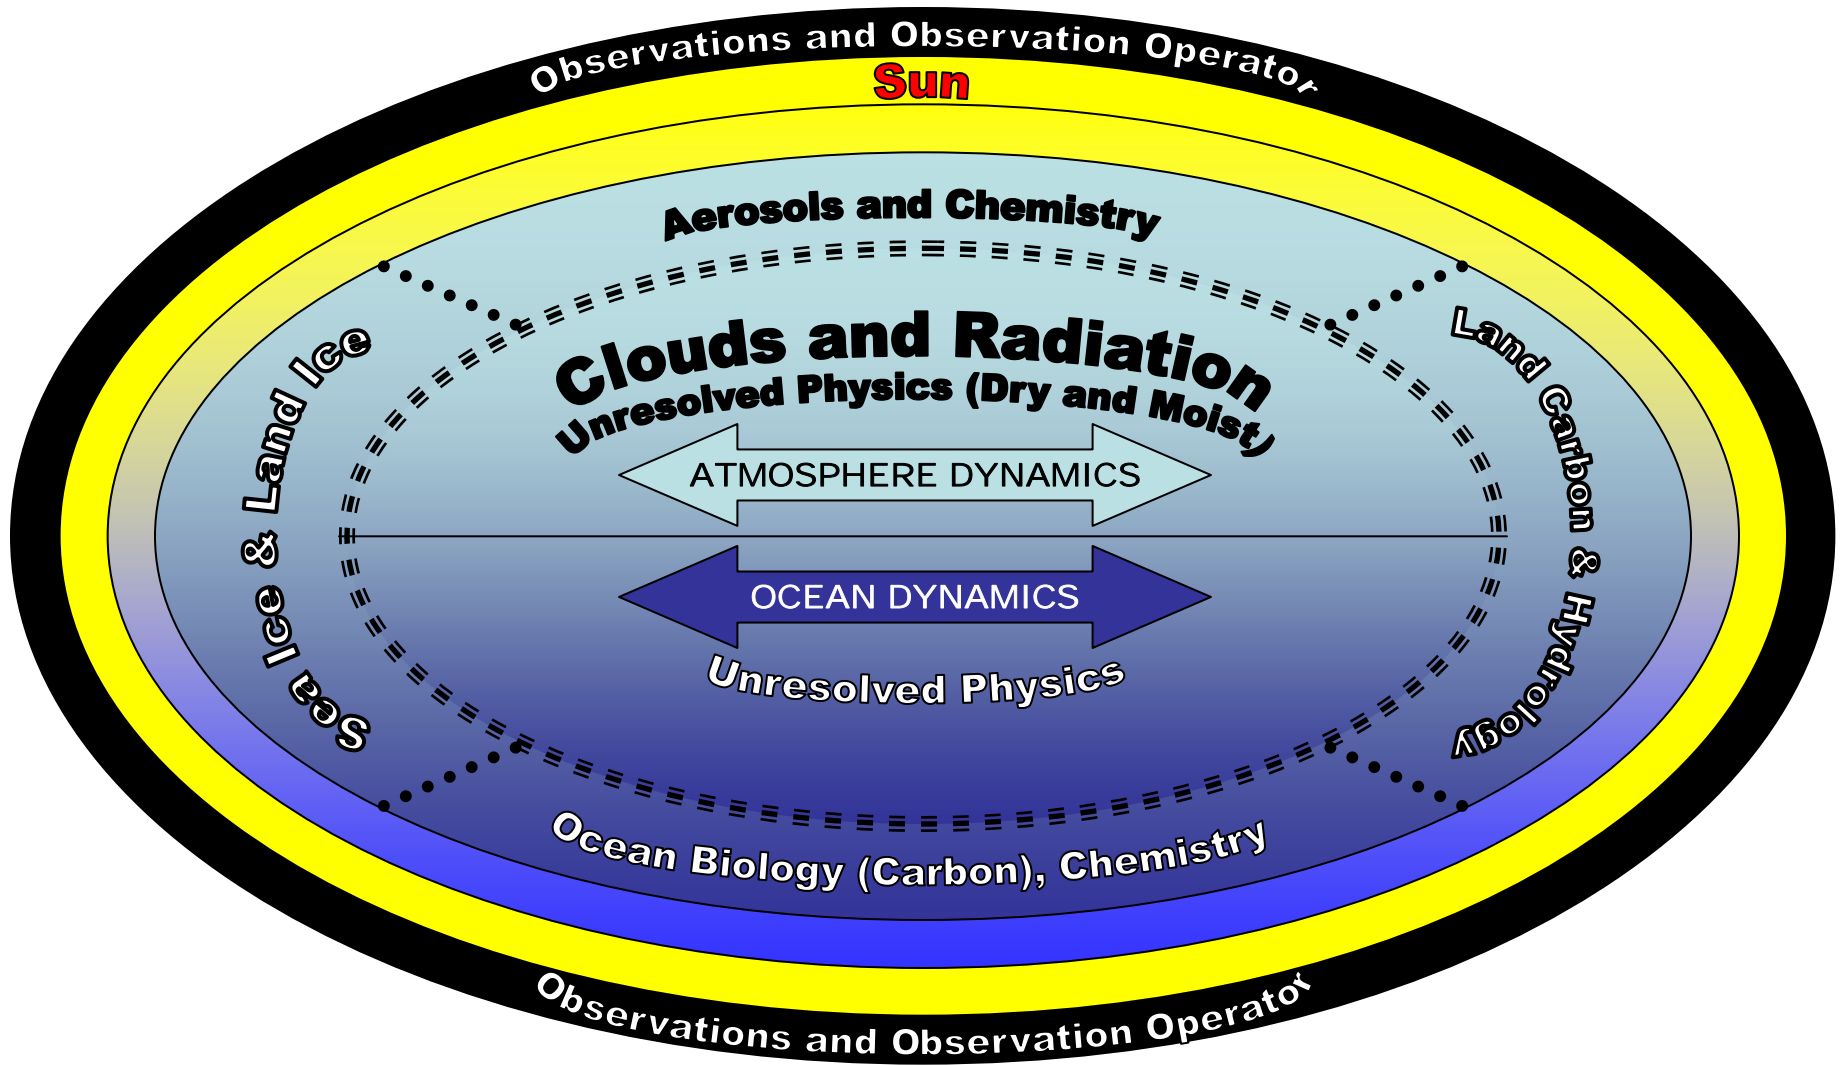 Observations and Observation Operator
Sun
Aerosols and Chemistry
Clouds and Radiation
Unresolved Physics (Dry and Moist)
ATMOSPHERE DYNAMICS
Sea Ice & Land Ice
Land Carbon & Hydrology
OCEAN DYNAMICS
Unresolved Physics
Ocean Biology (Carbon), Chemistry
Observations and Observation Operator